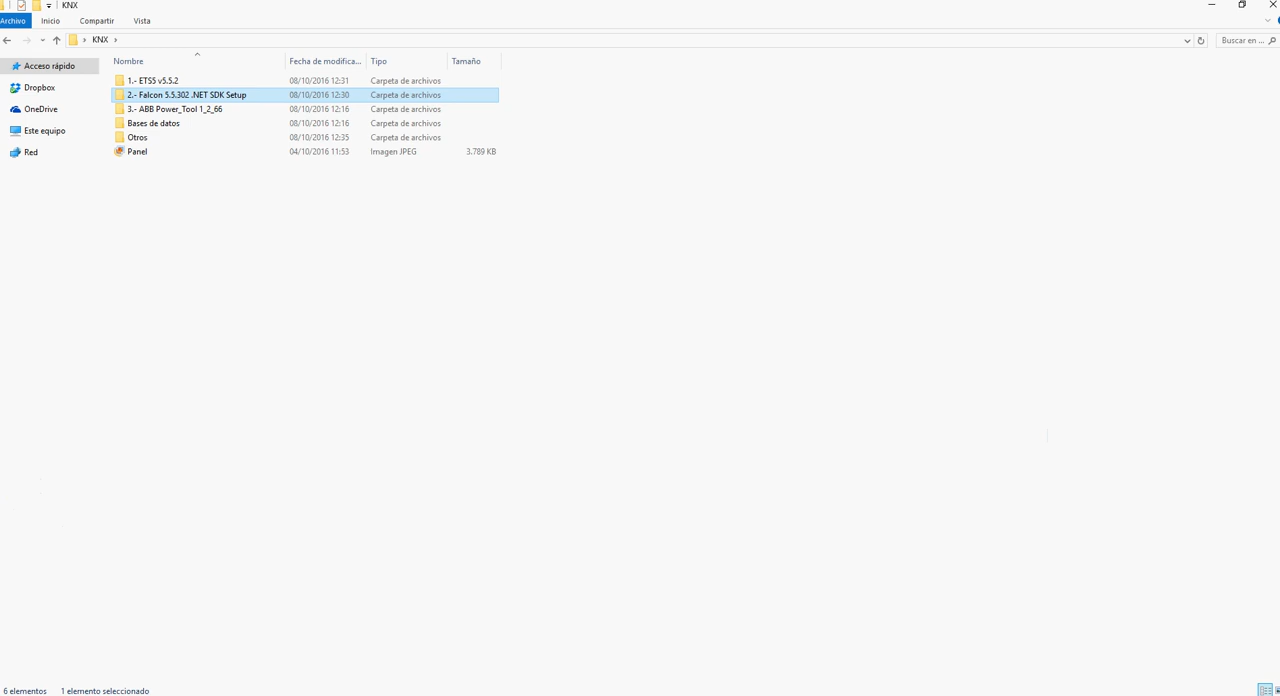 KNX
Archivo Inicio Compartir Vista
KNX
Buscar en ...
Nombre Fecha de modifica... Tipo Tamaño
Acceso rápido
Dropbox
OneDrive
Este equipo
Red
1.- ETS5 v5.5.2 08/10/2016 12:31 Carpeta de archivos
2.- Falcon 5.5.302 .NET SDK Setup 08/10/2016 12:30 Carpeta de archivos
3.- ABB Power_Tool 1_2_66 08/10/2016 12:16 Carpeta de archivos
Bases de datos 08/10/2016 12:16 Carpeta de archivos
Otros 08/10/2016 12:35 Carpeta de archivos
Panel 04/10/2016 11:53 Imagen JPEG 3.789 KB
6 elementos 1 elemento seleccionado